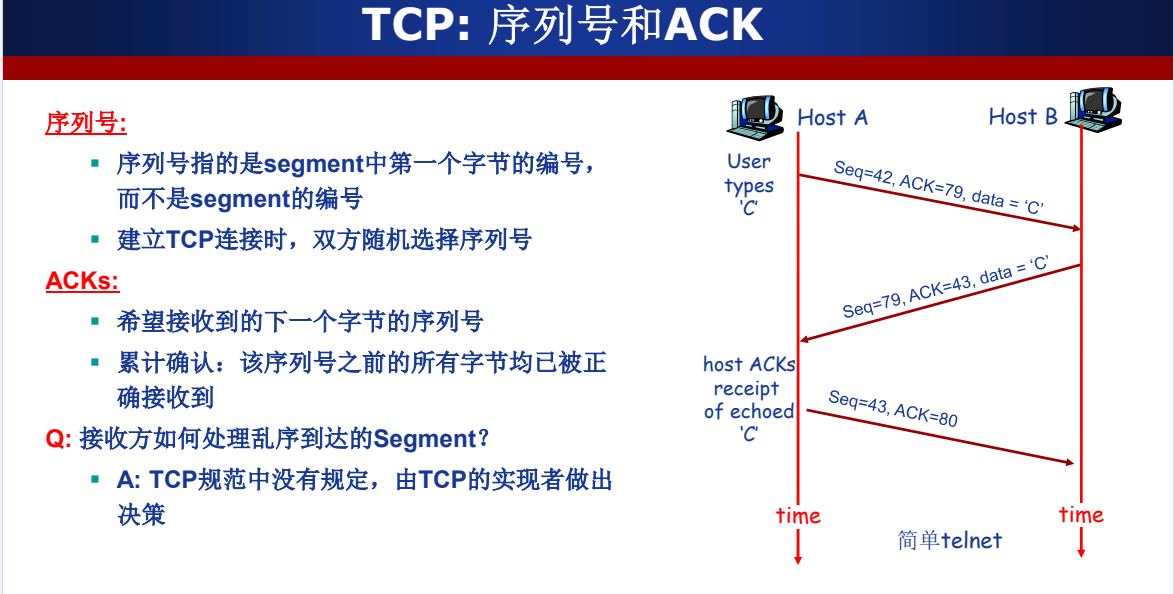 TCP: 序列号和ACK
序列号:
▪ 序列号指的是segment中第一个字节的编号，
而不是segment的编号
▪ 建立TCP连接时，双方随机选择序列号
ACKs:
▪ 希望接收到的下一个字节的序列号
▪ 累计确认：该序列号之前的所有字节均已被正
确接收到
Q: 接收方如何处理乱序到达的Segment？
▪ A: TCP规范中没有规定，由TCP的实现者做出
决策
Host A
Host B
User
types
‘C’
Seq=42, ACK=79, data = ‘C’
Seq=79, ACK=43, data = ‘C’
host ACKs
receipt
of echoed
‘C’
Seq=43, ACK=80
time
time
简单telnet